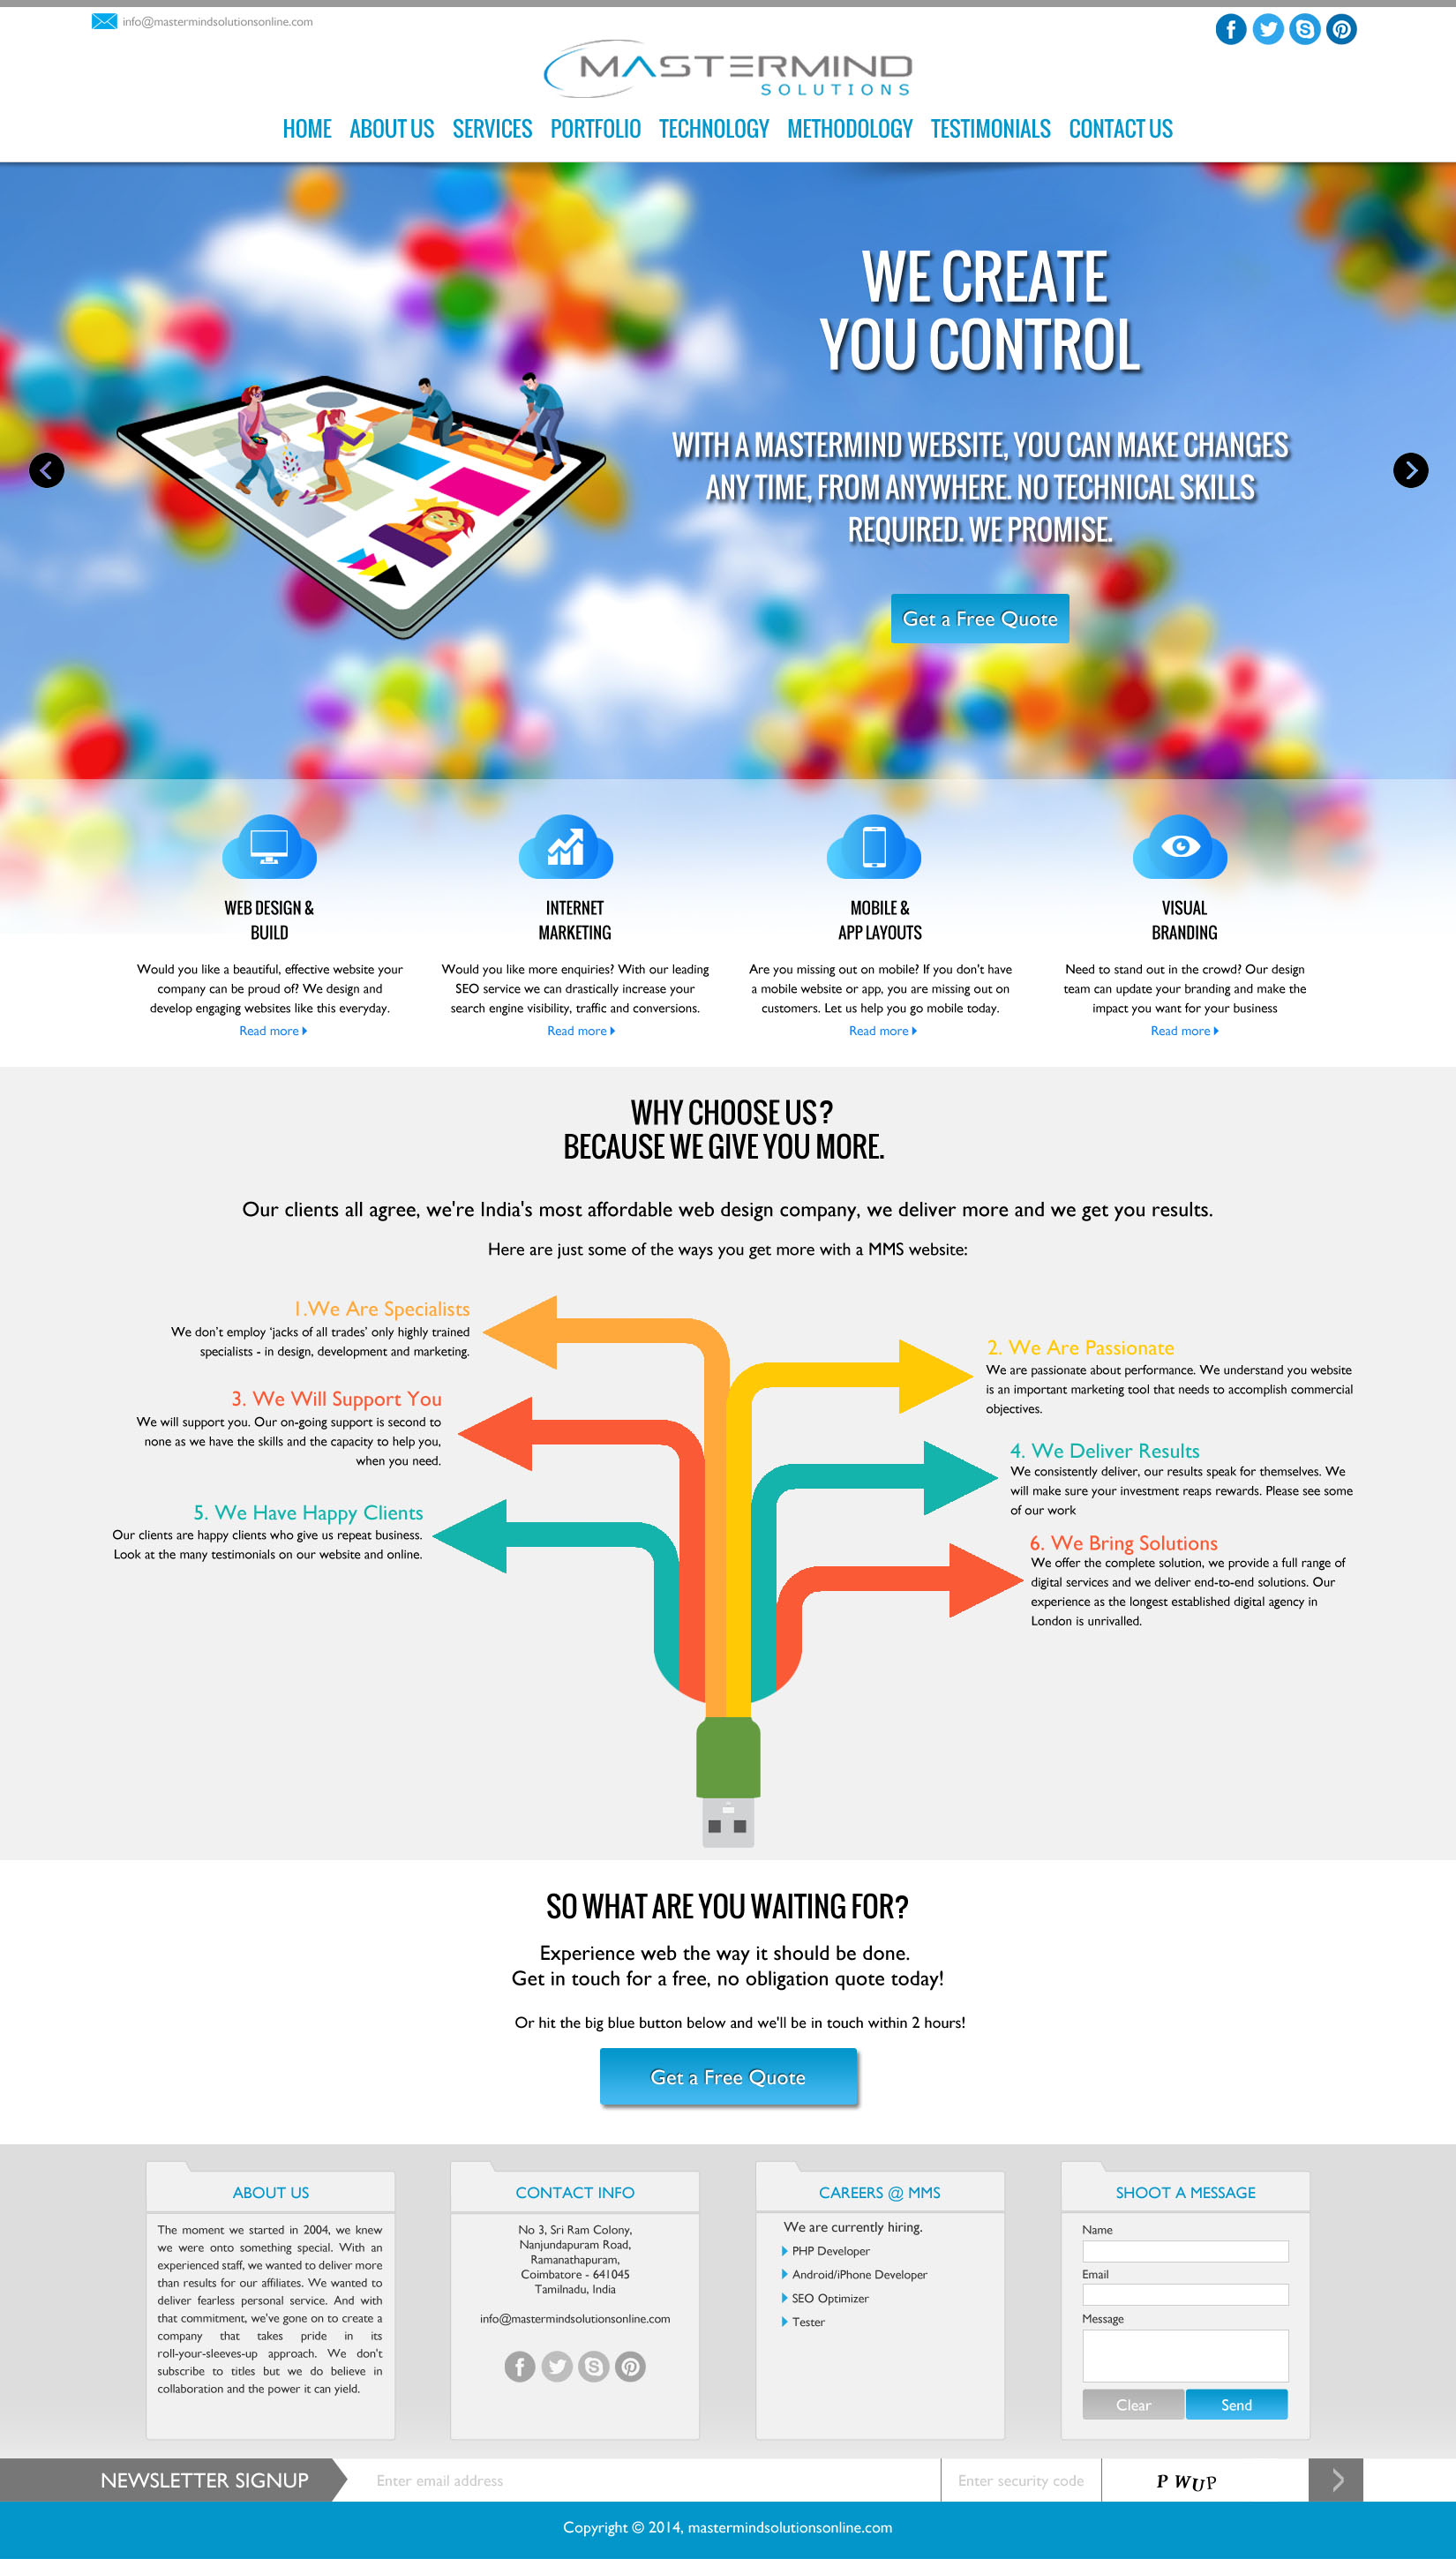 info@mastermindsolutionsonline.com
MASTERMIND
SOLUTIONS
HOME ABOUT US SERVICES PORTFOLIO TECHNOLOGY METHODOLOGY TESTIMONIALS CONTACT US
WE CREATE
YOU CONTROL
WITH A MASTERMIND WEBSITE, YOU CAN MAKE CHANGES
ANY TIME, FROM ANYWHERE. NO TECHNICAL SKILLS
REQUIRED. WE PROMISE.
Get a Free Quote
WEB DESIGN &
BUILD
Would you like a beautiful, effective website your
company can be proud of? We design and
develop engaging websites like this everyday.
Read more
INTERNET
MARKETING
Would you like more enquiries? With our leading
SEO service we can drastically increase your
search engine visibility, traffic and conversions.
Read more
MOBILE &
APP LAYOUTS
Are you missing out on mobile? If you don't have
a mobile website or app, you are missing out on
customers. Let us help you go mobile today.
Read more
VISUAL
BRANDING
Need to stand out in the crowd? Our design
team can update your branding and make the
impact you want for your business
Read more
WHY CHOOSE US?
BECAUSE WE GIVE YOU MORE.
Our clients all agree, we're India's most affordable web design company, we deliver more and we get you results.
Here are just some of the ways you get more with a MMS website:
1.We Are Specialists
We don't employ ‘jacks of all trades’ only highly trained
specialists - in design, development and marketing.
2. We Are Passionate
We are passionate about performance. We understand you website
is an important marketing tool that needs to accomplish commercial
objectives.
3. We Will Support You
We will support you. Our on-going support is second to
none as we have the skills and the capacity to help you,
when you need.
4. We Deliver Results
We consistently deliver, our results speak for themselves. We
will make sure your investment reaps rewards. Please see some
of our work
5. We Have Happy Clients
Our clients are happy clients who give us repeat business.
Look at the many testimonials on our website and online.
6. We Bring Solutions
We offer the complete solution, we provide a full range of
digital services and we deliver end-to-end solutions. Our
experience as the longest established digital agency in
London is unrivalled.
SO WHAT ARE YOU WAITING FOR?
Experience web the way it should be done.
Get in touch for a free, no obligation quote today!
Or hit the big blue button below and we'll be in touch within 2 hours!
Get a Free Quote
ABOUT US
The moment we started in 2004, we knew
we were onto something special. With an
experienced staff, we wanted to deliver more
than results for our affiliates. We wanted to
deliver fearless personal service. And with
that commitment, we've gone on to create a
company that takes pride in its
roll-your-sleeves-up approach. We don't
subscribe to titles but we do believe in
collaboration and the power it can yield.
CONTACT INFO
No 3, Sri Ram Colony,
Nanjundapuram Road,
Ramanathapuram,
Coimbatore - 641045
Tamilnadu, India
info@mastermindsolutionsonline.com
CAREERS @ MMS
We are currently hiring.
PHP Developer
Android/iPhone Developer
SEO Optimizer
Tester
SHOOT A MESSAGE
Name
Email
Message
Clear Send
NEWSLETTER SIGNUP Enter email address Enter security code P WUP
Copyright © 2014, mastermindsolutionsonline.com